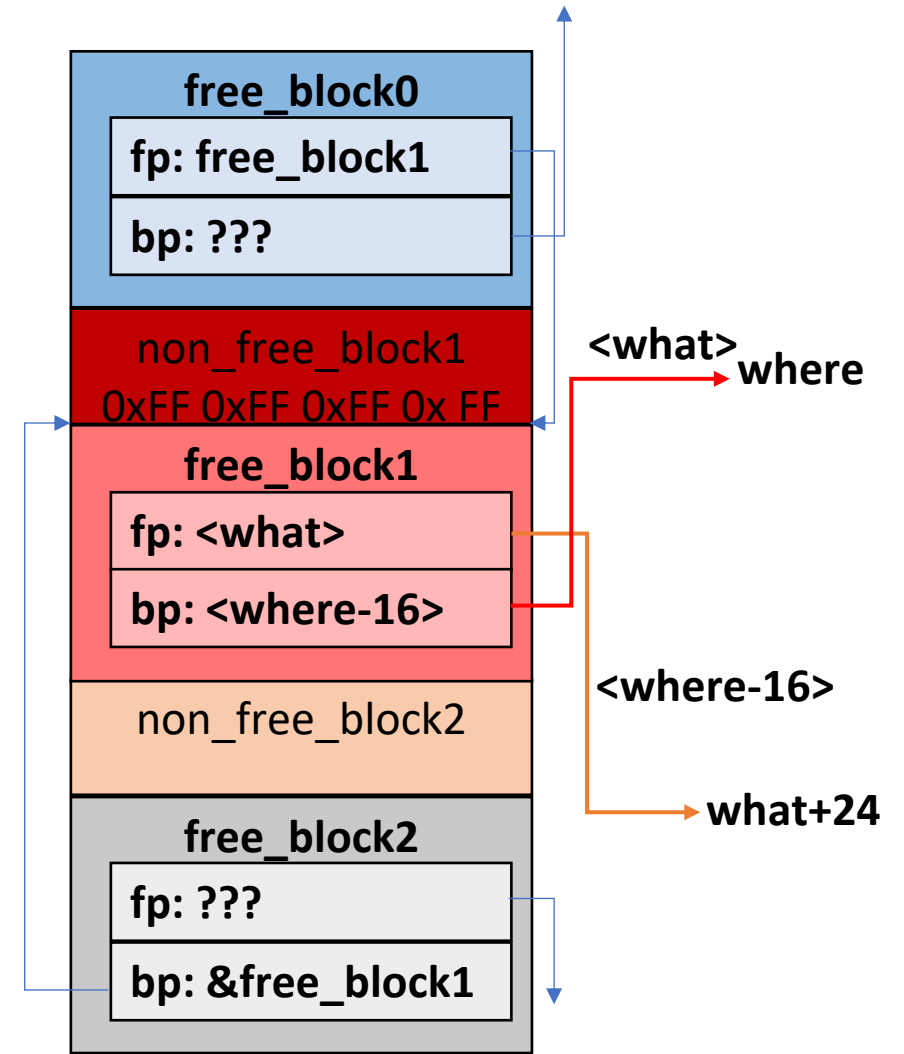 free_block0
fp: free_block1
bp: ???
non_free_block1
0xFF 0xFF 0xFF 0x FF
<what>
where
free_block1
fp: <what>
bp: <where-16>
<where-16>
non_free_block2
what+24
free_block2
fp: ???
bp: &free_block1